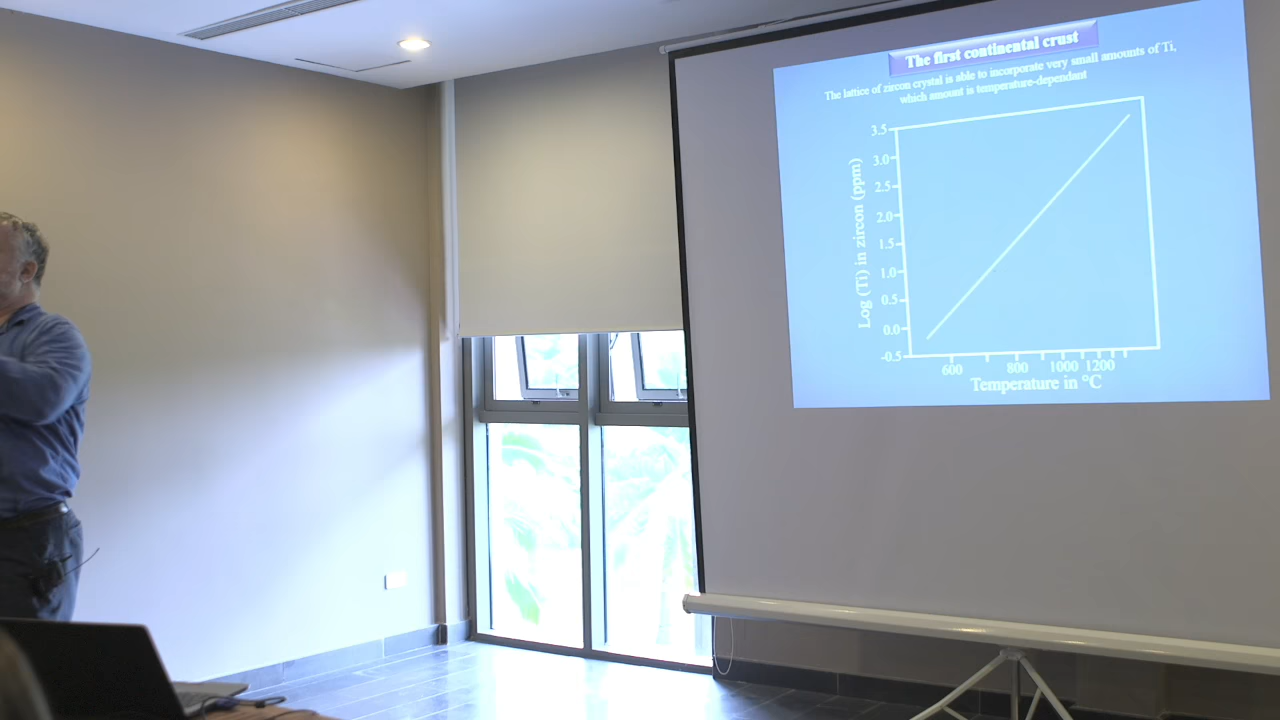 The first continental crust
The lattice of zircon crystal is able to incorporate very small amounts of Ti,
which amount is temperature-dependant
Log (Ti) in zircon (ppm)
3.5
3.0
2.5
2.0
1.5
1.0
0.5
0.0
-0.5
600 800 1000 1200
Temperature in °C